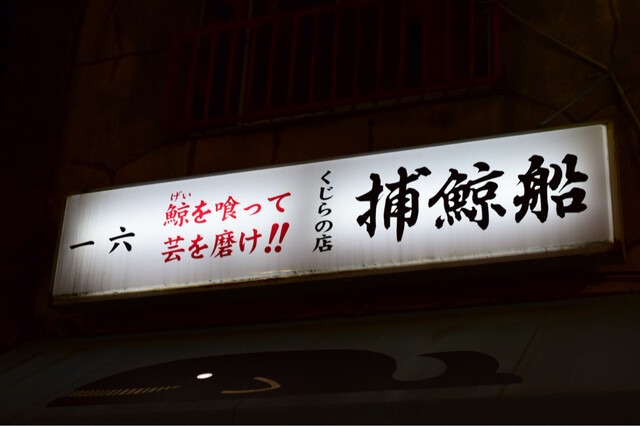 捕鯨船
くじらの店
げい
鯨を喰って
芸を磨け!!
一六